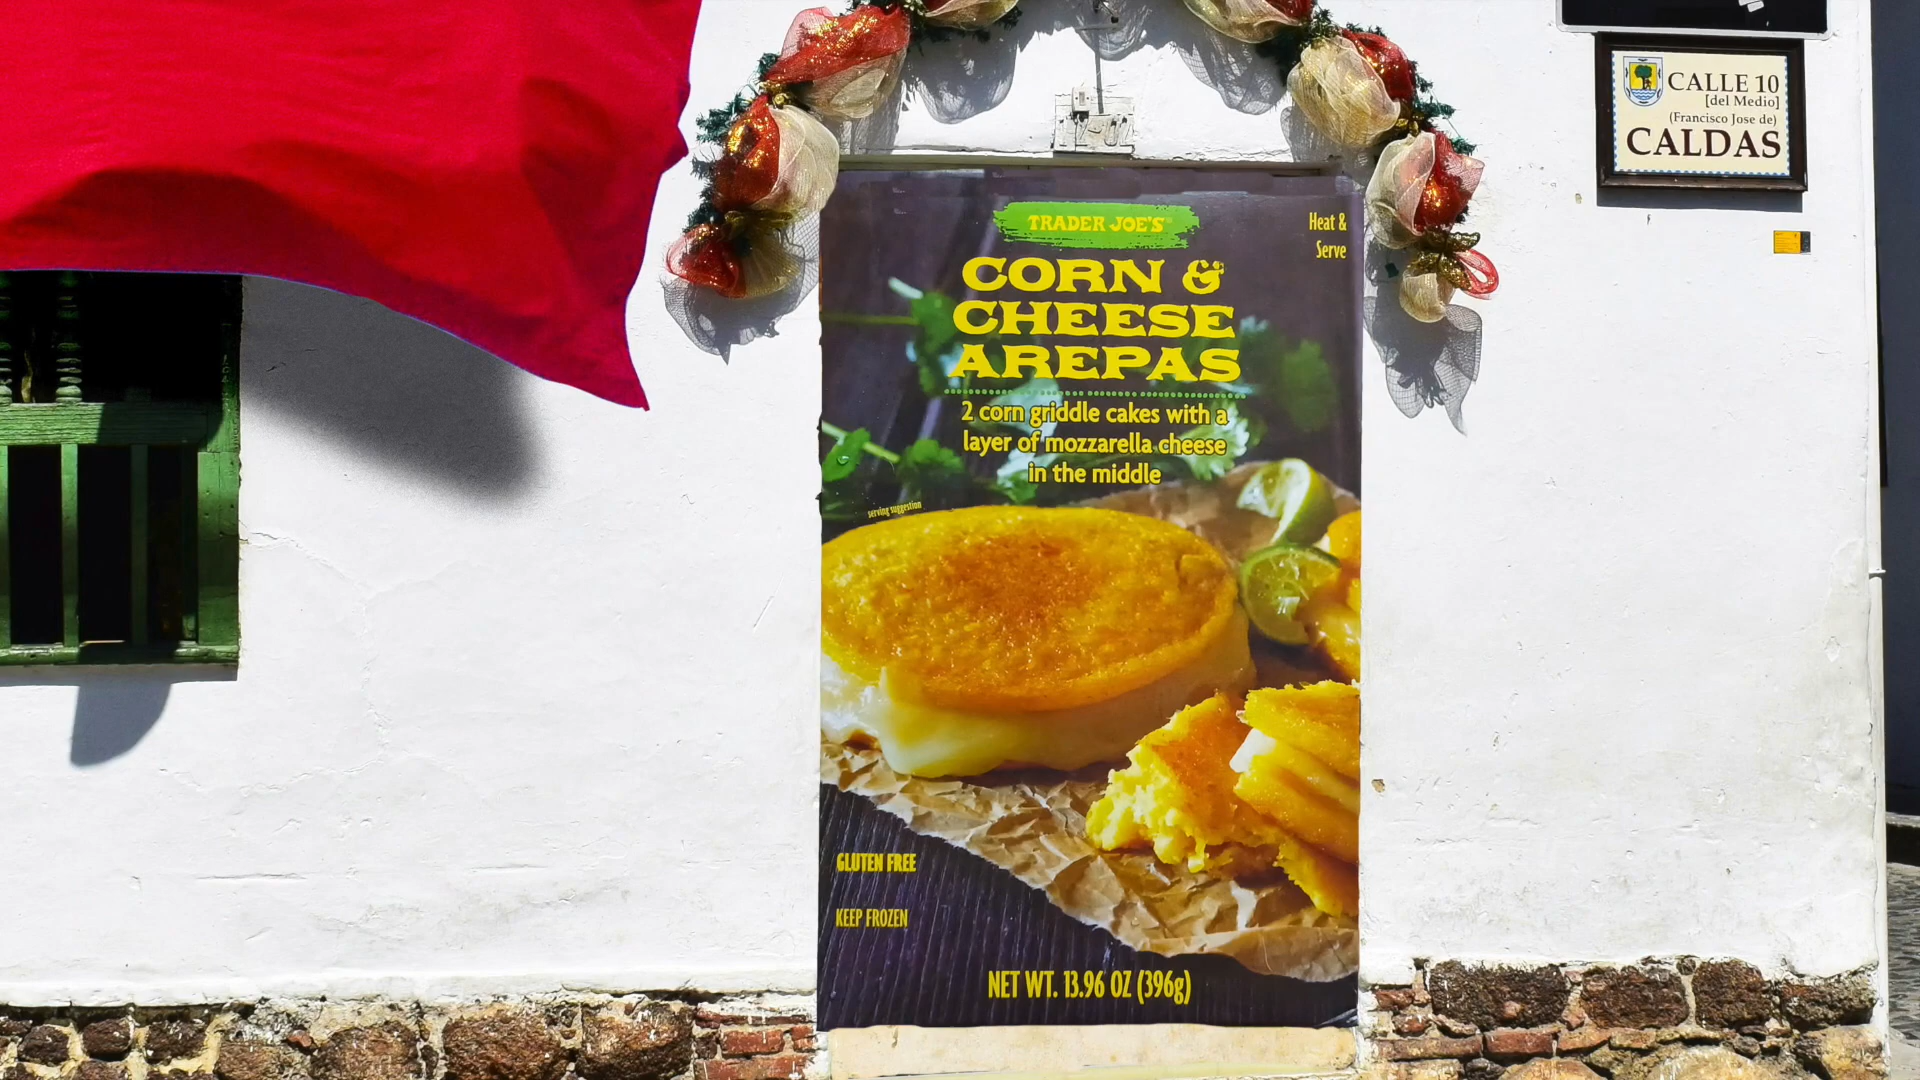 CALLE 10
[del Medio]
(Francisco Jose de)
CALDAS
12-02
TRADER JOE'S
Heat &
Serve
CORN &
CHEESE
AREPAS
2 corn griddle cakes with a
layer of mozzarella cheese
in the middle
serving suggestion
GLUTEN FREE
KEEP FROZEN
NET WT. 13.96 OZ (396g)